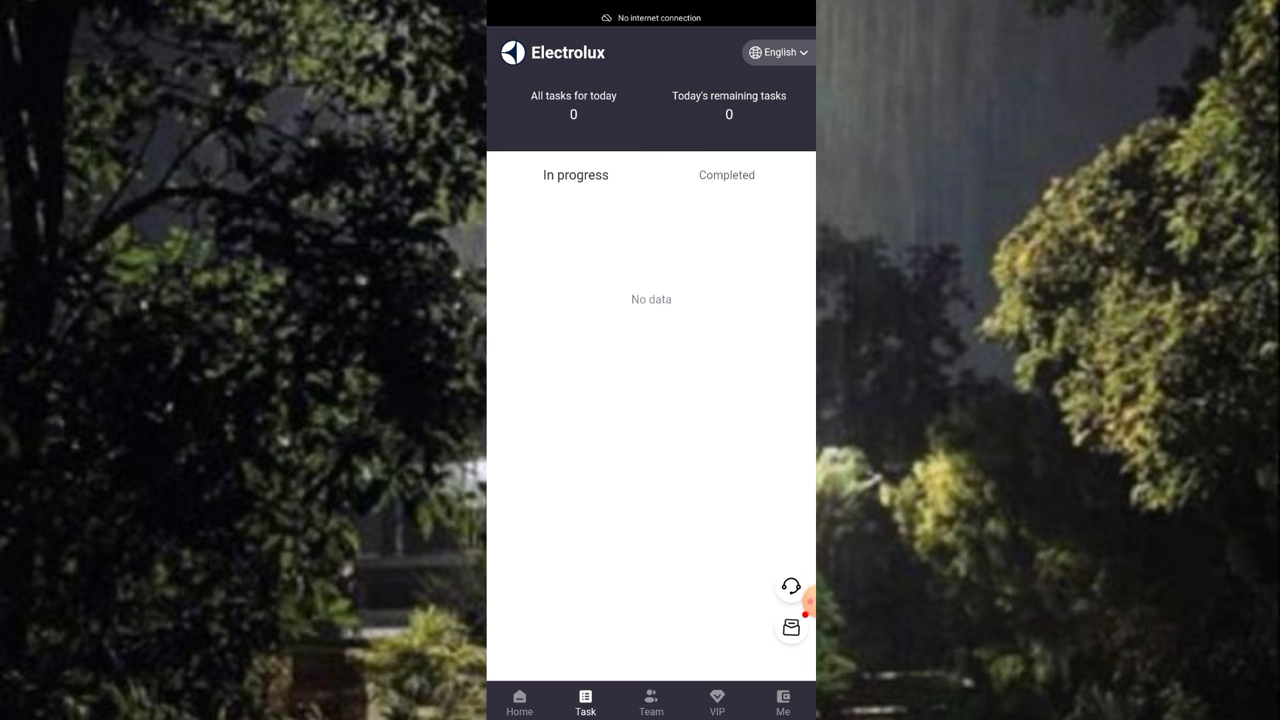 No internet connection
Electrolux
English
All tasks for today
Today's remaining tasks
0
0
In progress
Completed
No data
Home
Task
Team
VIP
Me